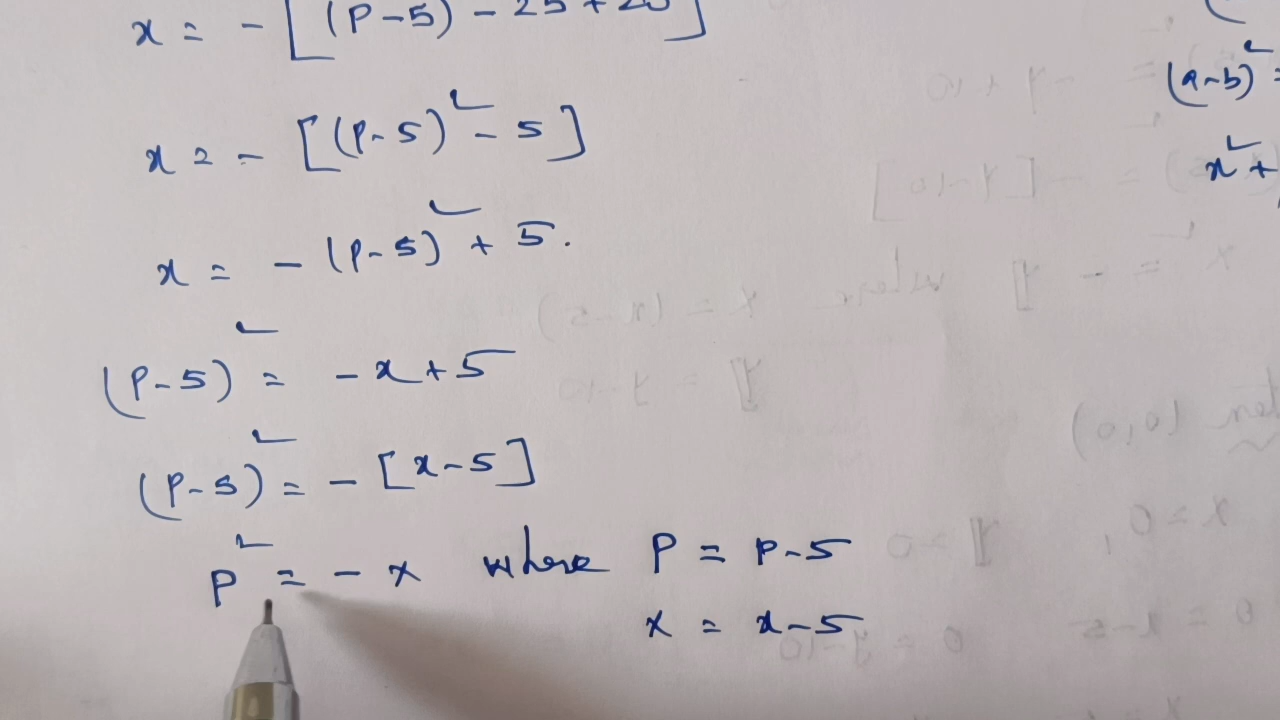 x = - [(P-5) - 25 + 20]
x = - [(P-5)² - 5]
x = - (P-5)² + 5.
(P-5)² = - x + 5
(P-5)² = - [x-5]
P² = - X where P = P-5
X = x-5
(a-b)² =
x² +